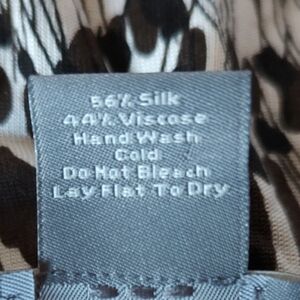 56% Silk
44% Viscose
Hand Wash
Cold
Do Not Bleach
Lay Flat To Dry